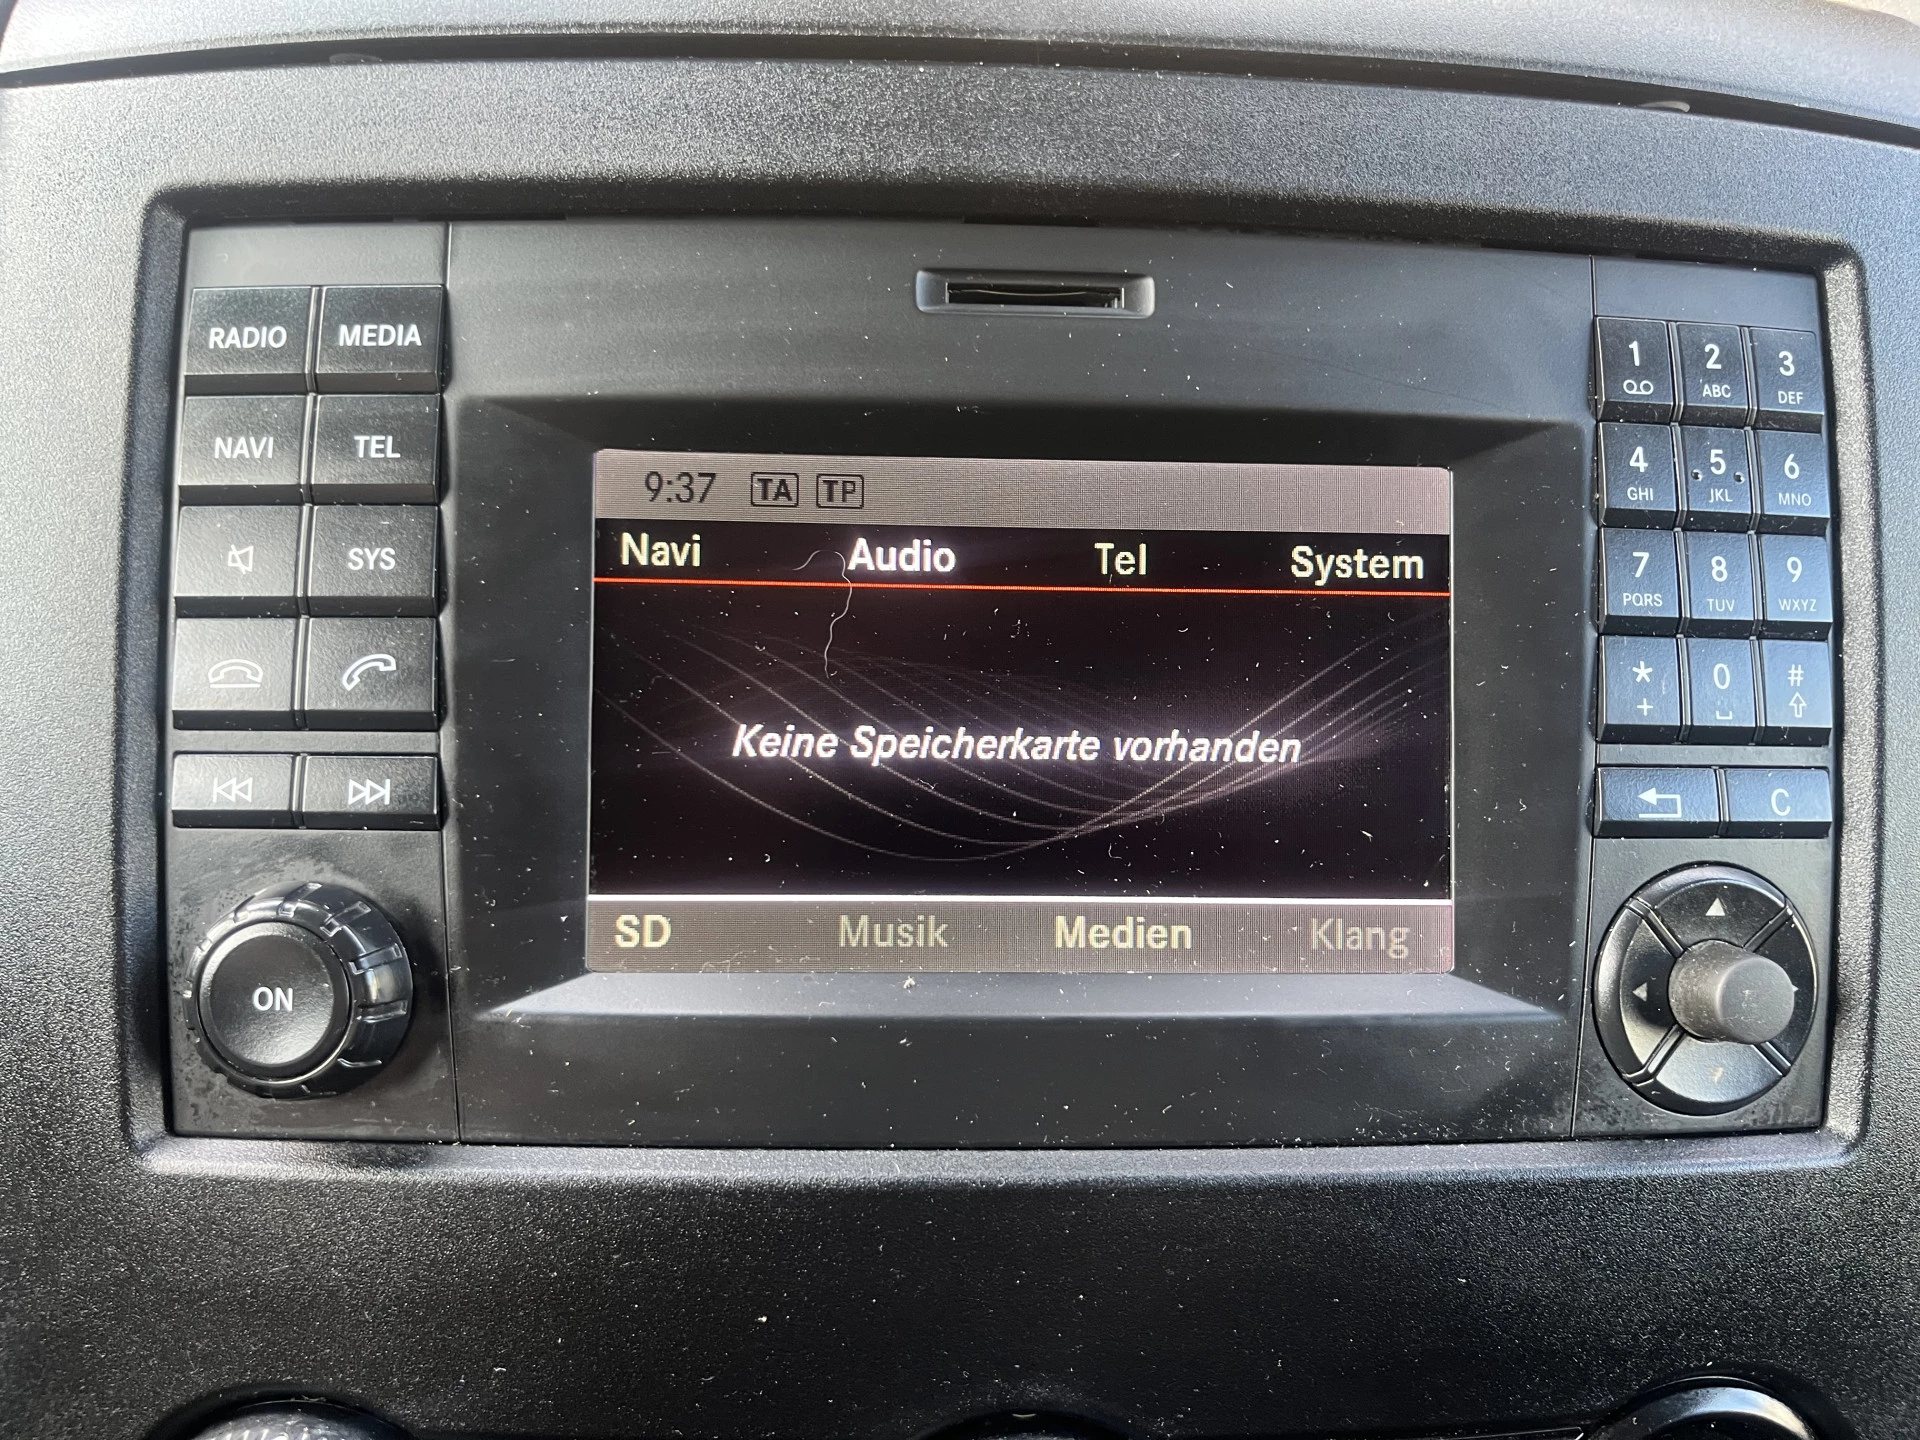 RADIO MEDIA
NAVI TEL
SYS
ON
9:37 TA TP
Navi Audio Tel System
Keine Speicherkarte vorhanden
SD Musik Medien Klang
1 2 3
ABC DEF
4 5 6
GHI JKL MNO
7 8 9
PQRS TUV WXYZ
* 0 #
+
C